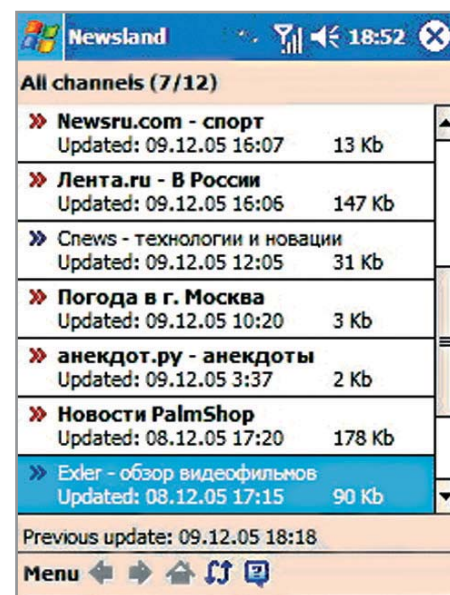 Newsland 18:52
All channels (7/12)
Newsru.com - спорт
Updated: 09.12.05 16:07 13 Kb
Лента.ru - В России
Updated: 09.12.05 16:06 147 Kb
Cnews - технологии и новации
Updated: 09.12.05 12:05 31 Kb
Погода в г. Москва
Updated: 09.12.05 10:20 3 Kb
анекдот.ру - анекдоты
Updated: 09.12.05 3:37 2 Kb
Новости PalmShop
Updated: 08.12.05 17:20 178 Kb
Exler - обзор видеофильмов
Updated: 08.12.05 17:15 90 Kb
Previous update: 09.12.05 18:18
Menu